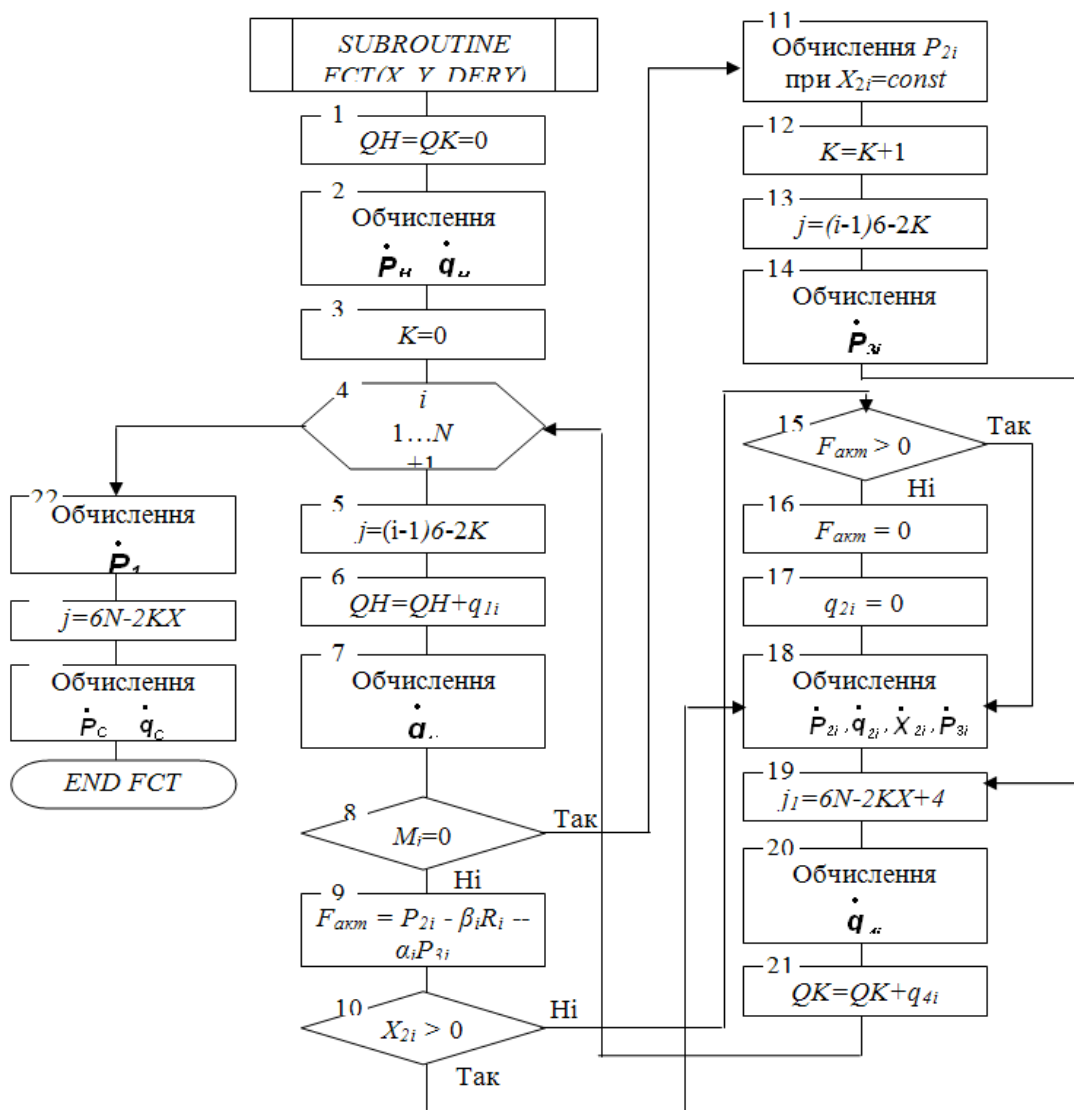 SUBROUTINE
FCT(X Y DERY)
1
QH=QK=0
2
Обчислення
3
K=0
4
i
1…N
+1
5
j=(i-1)6-2K
6
QH=QH+q1i
7
Обчислення
8
Mi=0
Так
Ні
9
Fакт = P2i - βiRi --
αiP3i
10
X2i > 0
Ні
Так
11
Обчислення P2i
при X2i=const
12
K=K+1
13
j=(i-1)6-2K
14
Обчислення
Ṗ3i
15
Fакт > 0
Так
Ні
16
Fакт = 0
17
q2i = 0
18
Обчислення
Ṗ2i, q̇2i, Ẋ2i, Ṗ3i
19
j1=6N-2KX+4
20
Обчислення
q̇4i
21
QK=QK+q4i
22
Обчислення
Ṗ1
j=6N-2KX
Обчислення
ṖC q̇C
END FCT